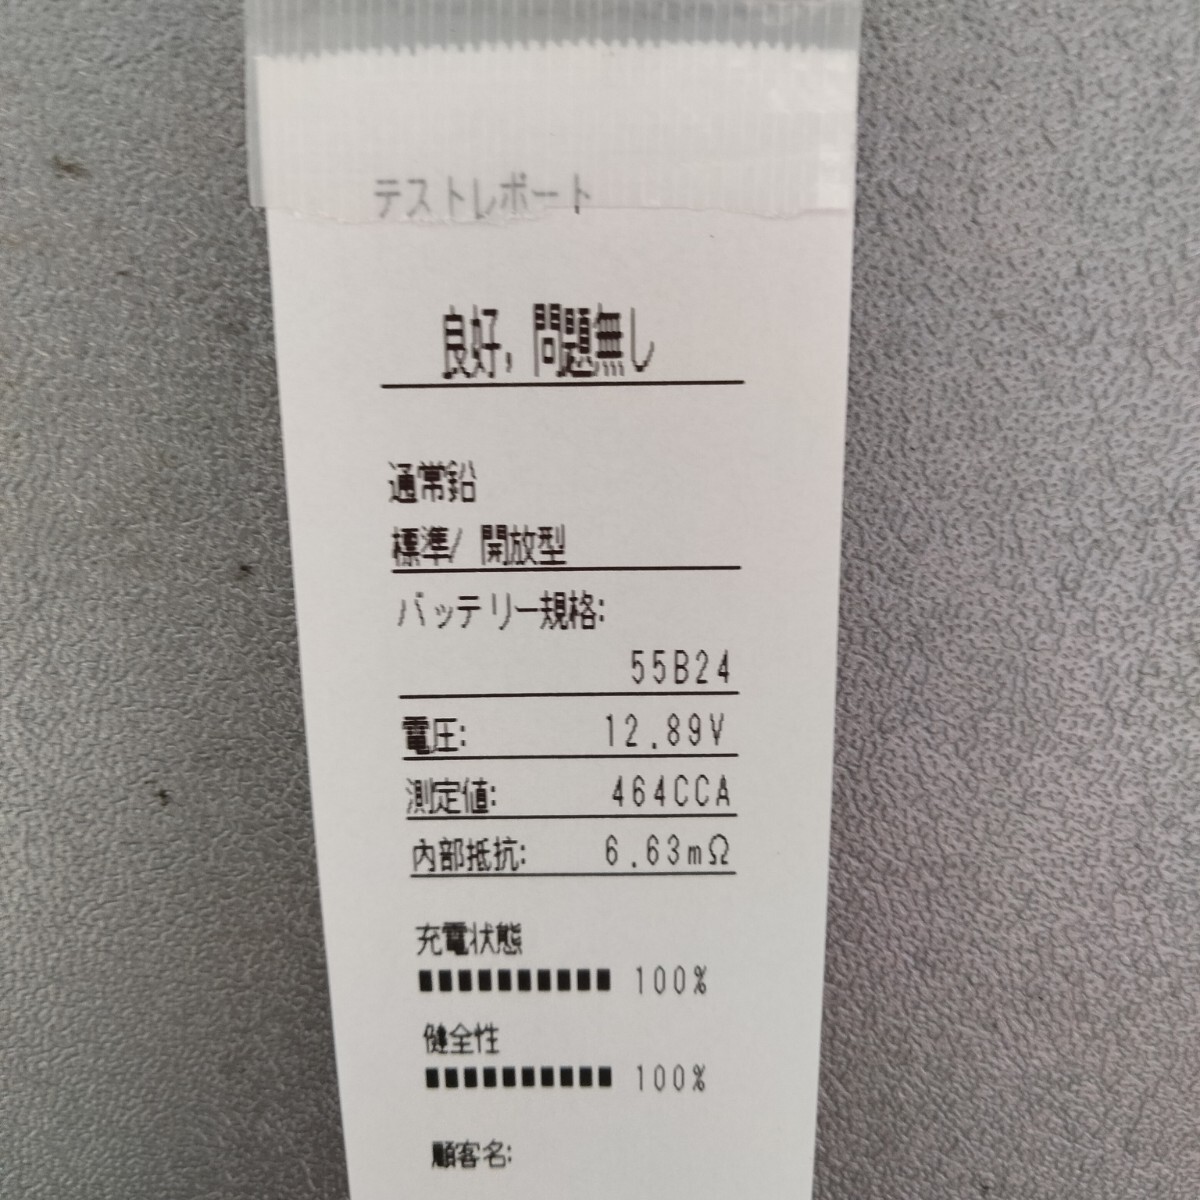 テストレポート
良好, 問題無し
通常鉛
標準/ 開放型
バッテリー規格:
55B24
電圧: 12.89V
測定値: 464CCA
内部抵抗: 6.63mΩ
充電状態
■■■■■■■■■■ 100%
健全性
■■■■■■■■■■ 100%
顧客名: